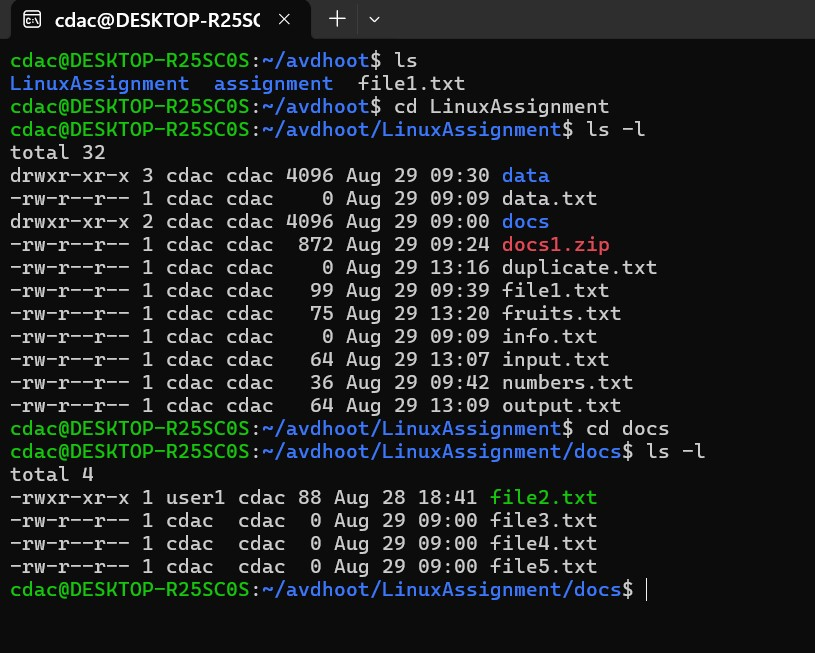 cdac@DESKTOP-R25SC
cdac@DESKTOP-R25SC0S:~/avdhoot$ ls
LinuxAssignment  assignment  file1.txt
cdac@DESKTOP-R25SC0S:~/avdhoot$ cd LinuxAssignment
cdac@DESKTOP-R25SC0S:~/avdhoot/LinuxAssignment$ ls -l
total 32
drwxr-xr-x 3 cdac cdac 4096 Aug 29 09:30 data
-rw-r--r-- 1 cdac cdac    0 Aug 29 09:09 data.txt
drwxr-xr-x 2 cdac cdac 4096 Aug 29 09:00 docs
-rw-r--r-- 1 cdac cdac  872 Aug 29 09:24 docs1.zip
-rw-r--r-- 1 cdac cdac    0 Aug 29 13:16 duplicate.txt
-rw-r--r-- 1 cdac cdac   99 Aug 29 09:39 file1.txt
-rw-r--r-- 1 cdac cdac   75 Aug 29 13:20 fruits.txt
-rw-r--r-- 1 cdac cdac    0 Aug 29 09:09 info.txt
-rw-r--r-- 1 cdac cdac   64 Aug 29 13:07 input.txt
-rw-r--r-- 1 cdac cdac   36 Aug 29 09:42 numbers.txt
-rw-r--r-- 1 cdac cdac   64 Aug 29 13:09 output.txt
cdac@DESKTOP-R25SC0S:~/avdhoot/LinuxAssignment$ cd docs
cdac@DESKTOP-R25SC0S:~/avdhoot/LinuxAssignment/docs$ ls -l
total 4
-rwxr-xr-x 1 user1 cdac 88 Aug 28 18:41 file2.txt
-rw-r--r-- 1 cdac  cdac  0 Aug 29 09:00 file3.txt
-rw-r--r-- 1 cdac  cdac  0 Aug 29 09:00 file4.txt
-rw-r--r-- 1 cdac  cdac  0 Aug 29 09:00 file5.txt
cdac@DESKTOP-R25SC0S:~/avdhoot/LinuxAssignment/docs$